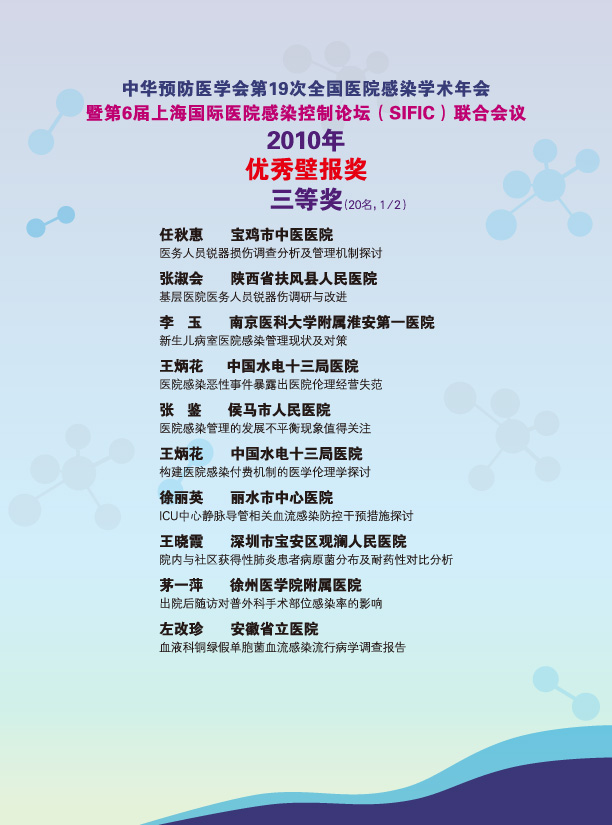 中华预防医学会第19次全国医院感染学术年会
暨第6届上海国际医院感染控制论坛（SIFIC）联合会议
2010年
优秀壁报奖
三等奖(20名，1/2)
任秋惠 宝鸡市中医医院
医务人员锐器损伤调查分析及管理机制探讨
张淑会 陕西省扶风县人民医院
基层医院医务人员锐器伤调研与改进
李 玉 南京医科大学附属淮安第一医院
新生儿病室医院感染管理现状及对策
王炳花 中国水电十三局医院
医院感染恶性事件暴露出医院伦理经营失范
张 鉴 侯马市人民医院
医院感染管理的发展不平衡现象值得关注
王炳花 中国水电十三局医院
构建医院感染付费机制的医学伦理学探讨
徐丽英 丽水市中心医院
ICU中心静脉导管相关血流感染防控干预措施探讨
王晓霞 深圳市宝安区观澜人民医院
院内与社区获得性肺炎患者病原菌分布及耐药性对比分析
茅一萍 徐州医学院附属医院
出院后随访对普外科手术部位感染率的影响
左改珍 安徽省立医院
血液科铜绿假单胞菌血流感染流行病学调查报告